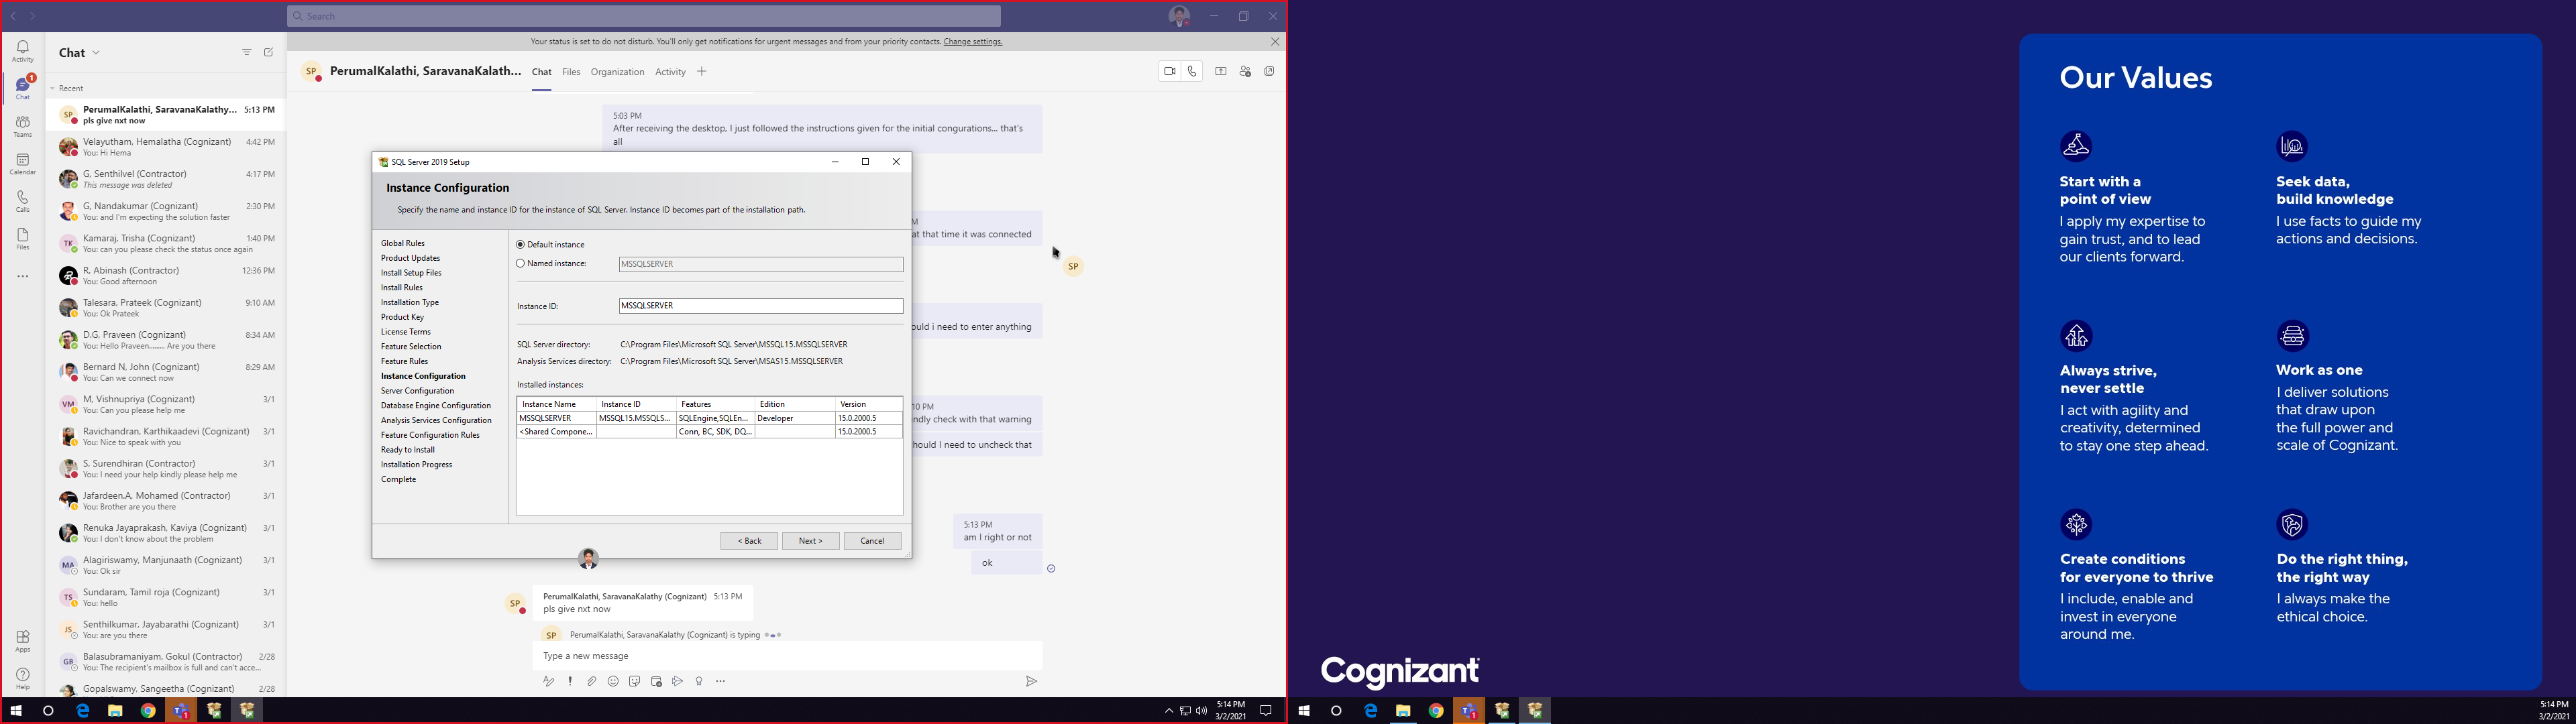 Search
Your status is set to do not disturb. You'll only get notifications for urgent messages and from your priority contacts. Change settings.
Activity
Chat
1
Teams
Calendar
Calls
Files
Apps
Help
Chat
Recent
SP
PerumalKalathi, SaravanaKalathy... 5:13 PM
pls give nxt now
Velayutham, Hemalatha (Cognizant) 4:42 PM
You: Hi Hema
G, Senthilvel (Contractor) 4:17 PM
This message was deleted
G, Nandakumar (Cognizant) 2:30 PM
You: and I'm expecting the solution faster
TK
Kamaraj, Trisha (Cognizant) 1:40 PM
You: can you please check the status once again
R, Abinash (Contractor) 12:36 PM
You: Good afternoon
Talesara, Prateek (Cognizant) 9:10 AM
You: Ok Prateek
D.G, Praveen (Cognizant) 8:34 AM
You: Hello Praveen......... Are you there
Bernard N, John (Cognizant) 8:29 AM
You: Can we connect now
VM
M, Vishnupriya (Cognizant) 3/1
You: Can you please help me
Ravichandran, Karthikaadevi (Cognizant) 3/1
You: Nice to speak with you
S, Surendhiran (Contractor) 3/1
You: I need your help kindly please help me
Jafardeen.A, Mohamed (Contractor) 3/1
You: Brother are you there
Renuka Jayaprakash, Kaviya (Cognizant) 3/1
You: I don't know about the problem
MA
Alagiriswamy, Manjunaath (Cognizant) 3/1
You: Ok sir
TS
Sundaram, Tamil roja (Cognizant) 3/1
You: hello
JS
Senthilkumar, Jayabarathi (Cognizant) 3/1
You: are you there
GB
Balasubramaniyam, Gokul (Contractor) 2/28
You: The recipient's mailbox is full and can't acce...
Gopalswamy, Sangeetha (Cognizant) 2/28
SP
PerumalKalathi, SaravanaKalath... Chat Files Organization Activity
5:03 PM
After receiving the desktop, I just followed the instructions given for the initial congurations... that's
all
at that time it was connected
SP
ould i need to enter anything
10 PM
ndly check with that warning
hould I need to uncheck that
5:13 PM
am I right or not
ok
SP
PerumalKalathi, SaravanaKalathy (Cognizant) 5:13 PM
pls give nxt now
SP PerumalKalathi, SaravanaKalathy (Cognizant) is typing
Type a new message
SQL Server 2019 Setup
Instance Configuration
Specify the name and instance ID for the instance of SQL Server. Instance ID becomes part of the installation path.
Global Rules
Product Updates
Install Setup Files
Install Rules
Installation Type
Product Key
License Terms
Feature Selection
Feature Rules
Instance Configuration
Server Configuration
Database Engine Configuration
Analysis Services Configuration
Feature Configuration Rules
Ready to Install
Installation Progress
Complete
Default instance
Named instance: MSSQLSERVER
Instance ID: MSSQLSERVER
SQL Server directory: C:\Program Files\Microsoft SQL Server\MSSQL15.MSSQLSERVER
Analysis Services directory: C:\Program Files\Microsoft SQL Server\MSAS15.MSSQLSERVER
Installed instances:
Instance Name Instance ID Features Edition Version
MSSQLSERVER MSSQL15.MSSQLS... SQLEngine,SQLEn... Developer 15.0.2000.5
<Shared Compone... Conn, BC, SDK, DQ... 15.0.2000.5
< Back Next > Cancel
5:14 PM
3/2/2021
Our Values
Start with a
point of view
I apply my expertise to
gain trust, and to lead
our clients forward.
Seek data,
build knowledge
I use facts to guide my
actions and decisions.
Always strive,
never settle
I act with agility and
creativity, determined
to stay one step ahead.
Work as one
I deliver solutions
that draw upon
the full power and
scale of Cognizant.
Create conditions
for everyone to thrive
I include, enable and
invest in everyone
around me.
Do the right thing,
the right way
I always make the
ethical choice.
Cognizant
5:14 PM
3/2/2021